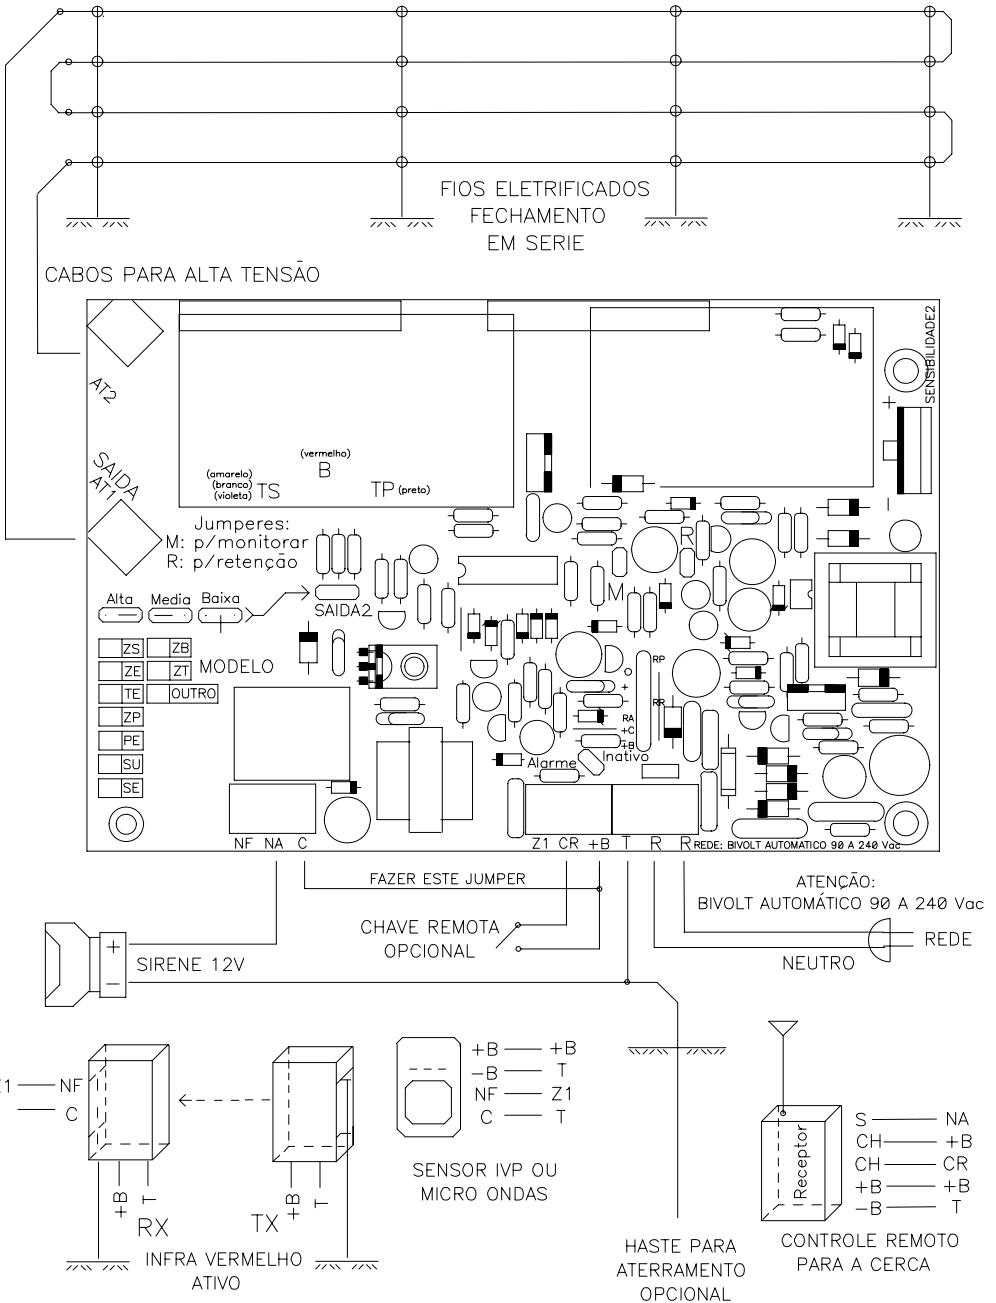 FIOS ELETRIFICADOS
FECHAMENTO
EM SERIE
CABOS PARA ALTA TENSÃO
SENSIBILIDADE2
+
AT2
(vermelho)
B
(amarelo)
(branco)
(violeta)
TS
TP (preto)
SAIDA
AT1
Jumperes:
M: p/monitorar
R: p/retenção
R
M
Alta Media Baixa
SAIDA2
ZS ZB
MODELO
ZE ZT
TE OUTRO
ZP
PE
SU
SE
RP
O
+
RR
RA
+C
+B
Alarme
Inativo
NF NA C
Z1 CR +B T R R
REDE: BIVOLT AUTOMATICO 90 A 240 Vac
FAZER ESTE JUMPER
ATENÇÃO:
BIVOLT AUTOMÁTICO 90 A 240 Vac
CHAVE REMOTA
OPCIONAL
REDE
NEUTRO
+
−
SIRENE 12V
+B +B
-B T
NF Z1
C T
SENSOR IVP OU
MICRO ONDAS
1 NF
C
+B T
RX
TX
+B T
INFRA VERMELHO
ATIVO
HASTE PARA
ATERRAMENTO
OPCIONAL
Receptor
S NA
CH +B
CH CR
+B +B
-B T
CONTROLE REMOTO
PARA A CERCA